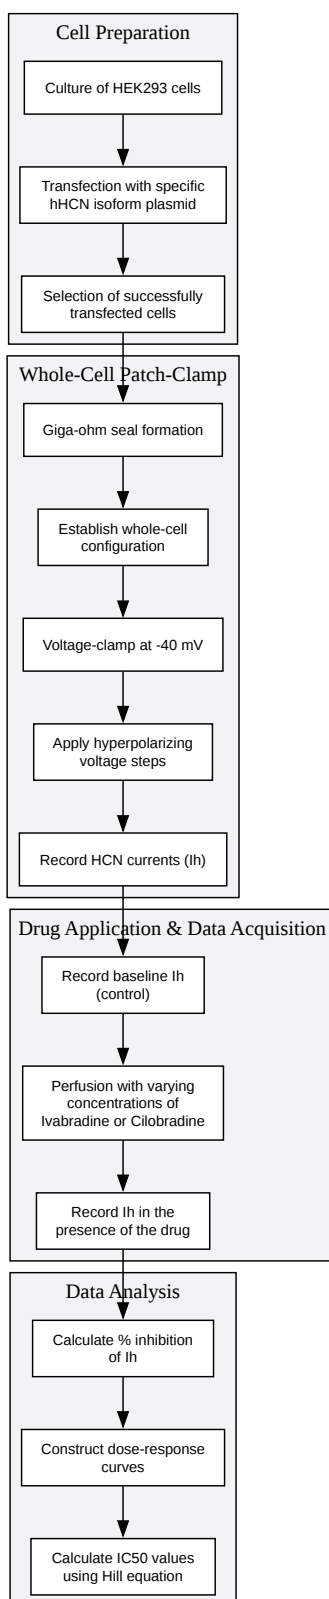 Cell Preparation
Culture of HEK293 cells
Transfection with specific
hHCN isoform plasmid
Selection of successfully
transfected cells
Whole-Cell Patch-Clamp
Giga-ohm seal formation
Establish whole-cell
configuration
Voltage-clamp at -40 mV
Apply hyperpolarizing
voltage steps
Record HCN currents (Ih)
Drug Application & Data Acquisition
Record baseline Ih
(control)
Perfusion with varying
concentrations of
Ivabradine or Cilobradine
Record Ih in the
presence of the drug
Data Analysis
Calculate % inhibition
of Ih
Construct dose-response
curves
Calculate IC50 values
using Hill equation